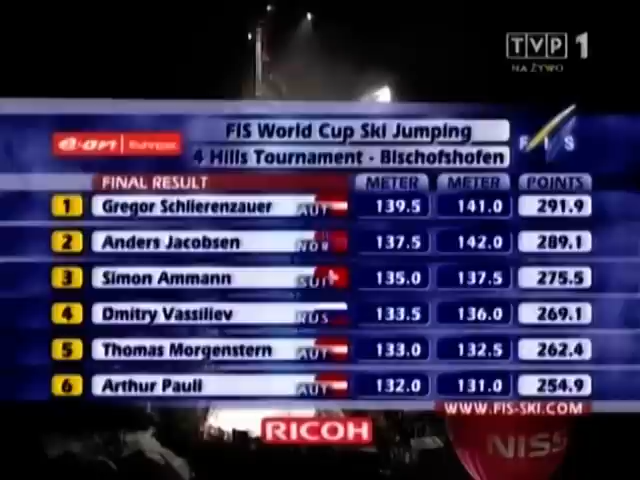 TVP 1
NA ŻYWO
e·on Ruhrgas
FIS World Cup Ski Jumping
4 Hills Tournament - Bischofshofen
FIS
FINAL RESULT METER METER POINTS
1 Gregor Schlierenzauer AUT 139.5 141.0 291.9
2 Anders Jacobsen NOR 137.5 142.0 289.1
3 Simon Ammann SUI 135.0 137.5 275.5
4 Dmitry Vassiliev RUS 133.5 136.0 269.1
5 Thomas Morgenstern AUT 133.0 132.5 262.4
6 Arthur Pauli AUT 132.0 131.0 254.9
WWW.FIS-SKI.COM
RICOH
NISS